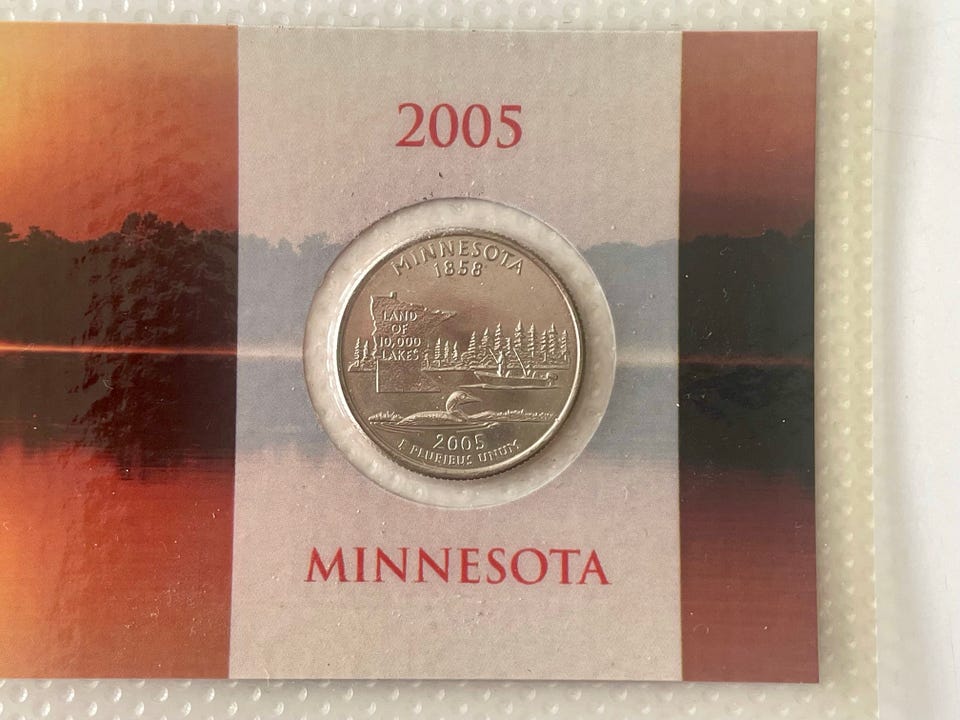 2005
MINNESOTA
1858
LAND
OF
10,000
LAKES
2005
E PLURIBUS UNUM
MINNESOTA